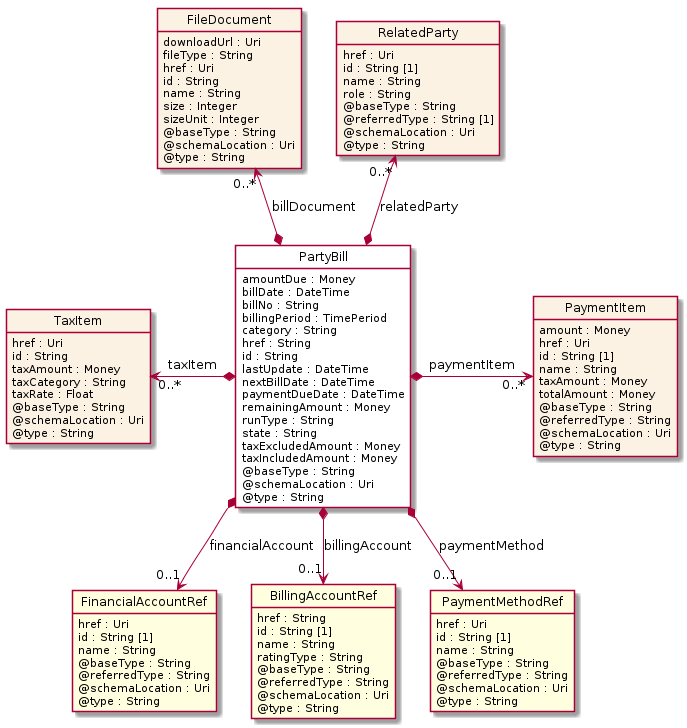 FileDocument
downloadUrl : Uri
fileType : String
href : Uri
id : String
name : String
size : Integer
sizeUnit : Integer
@baseType : String
@schemaLocation : Uri
@type : String
RelatedParty
href : Uri
id : String [1]
name : String
role : String
@baseType : String
@referredType : String [1]
@schemaLocation : Uri
@type : String
0..*
billDocument
0..*
relatedParty
PartyBill
amountDue : Money
billDate : DateTime
billNo : String
billingPeriod : TimePeriod
category : String
href : String
id : String
lastUpdate : DateTime
nextBillDate : DateTime
paymentDueDate : DateTime
remainingAmount : Money
runType : String
state : String
taxExcludedAmount : Money
taxIncludedAmount : Money
@baseType : String
@schemaLocation : Uri
@type : String
TaxItem
href : Uri
id : String
taxAmount : Money
taxCategory : String
taxRate : Float
@baseType : String
@schemaLocation : Uri
@type : String
taxItem
0..*
paymentItem
0..*
PaymentItem
amount : Money
href : Uri
id : String [1]
name : String
taxAmount : Money
totalAmount : Money
@baseType : String
@referredType : String
@schemaLocation : Uri
@type : String
financialAccount
0..1
billingAccount
0..1
paymentMethod
0..1
FinancialAccountRef
href : Uri
id : String [1]
name : String
@baseType : String
@referredType : String
@schemaLocation : Uri
@type : String
BillingAccountRef
href : String
id : String [1]
name : String
ratingType : String
@baseType : String
@referredType : String
@schemaLocation : Uri
@type : String
PaymentMethodRef
href : Uri
id : String [1]
name : String
@baseType : String
@referredType : String
@schemaLocation : Uri
@type : String